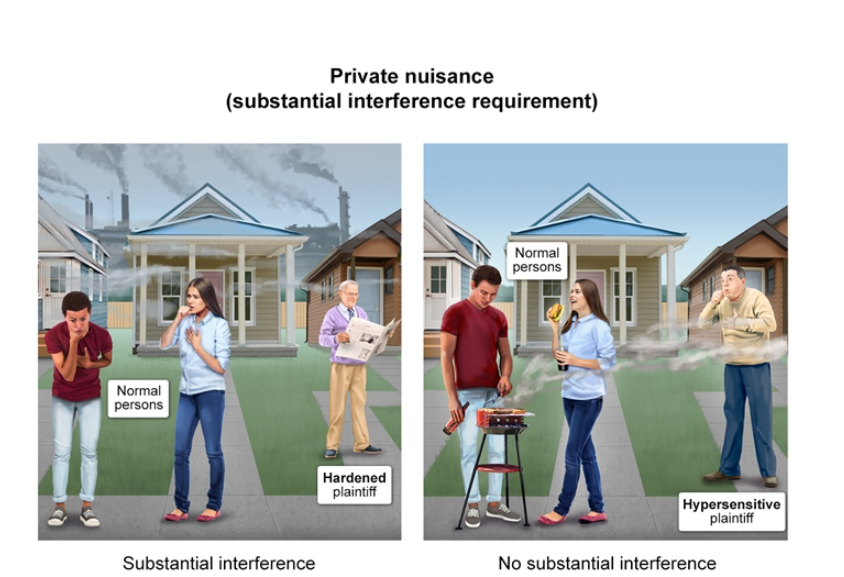 Private nuisance
(substantial interference requirement)
Normal
persons
Hardened
plaintiff
Normal
persons
Hypersensitive
plaintiff
Substantial interference
No substantial interference